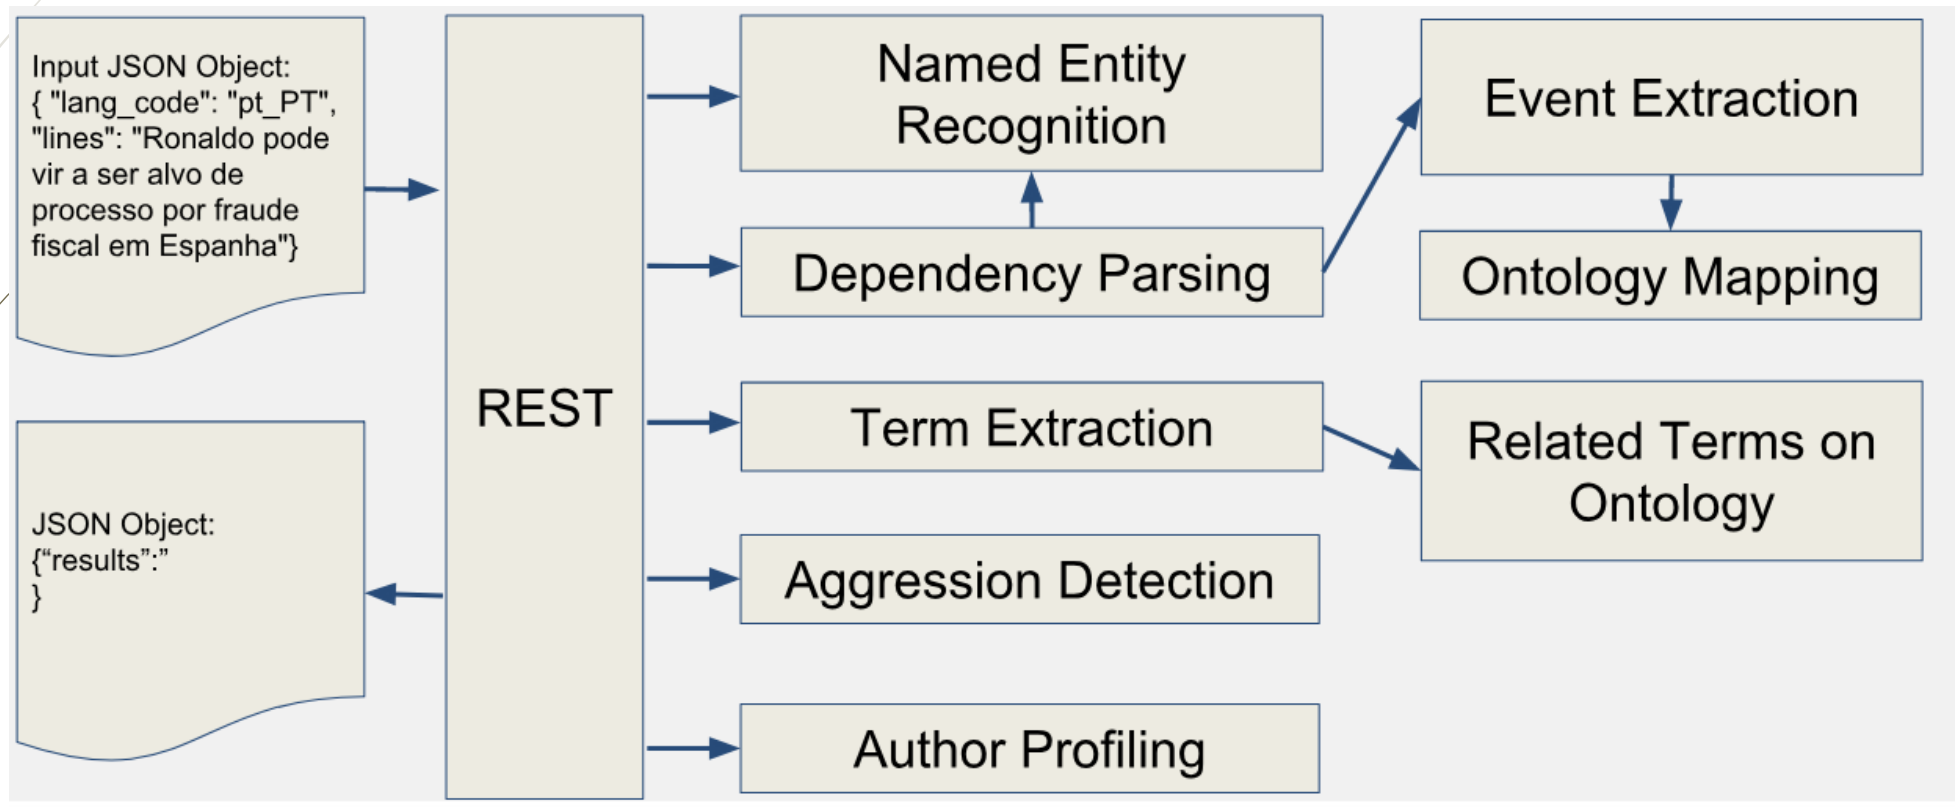 Input JSON Object:
{ "lang_code": "pt_PT",
"lines": "Ronaldo pode
vir a ser alvo de
processo por fraude
fiscal em Espanha"}
JSON Object:
{“results”:”
}
REST
Named Entity
Recognition
Dependency Parsing
Term Extraction
Aggression Detection
Author Profiling
Event Extraction
Ontology Mapping
Related Terms on
Ontology